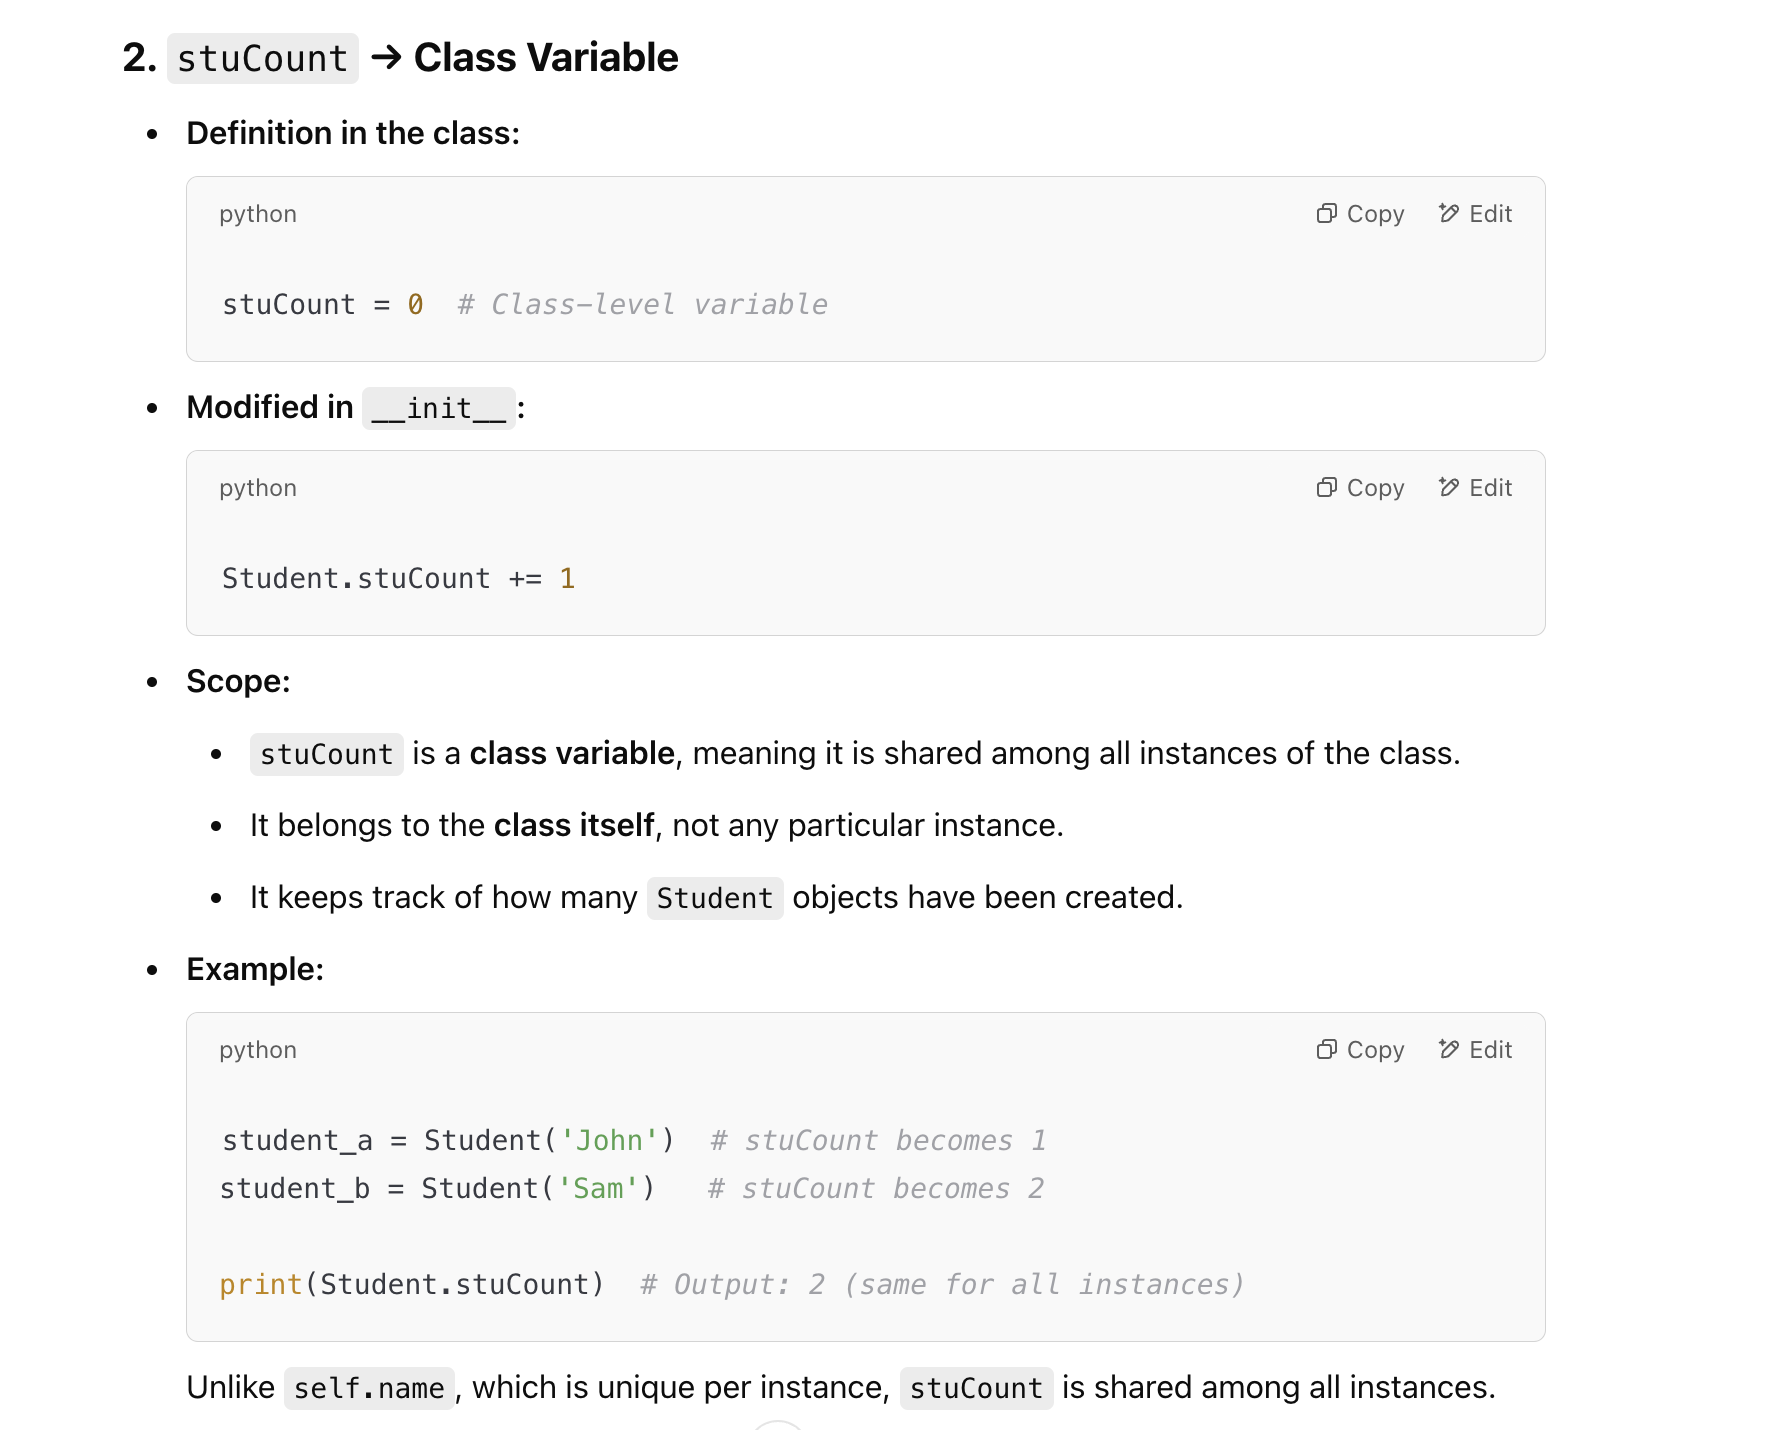 2. stuCount → Class Variable
• Definition in the class:
python Copy Edit
stuCount = 0  # Class-level variable
• Modified in __init__:
python Copy Edit
Student.stuCount += 1
• Scope:
• stuCount is a class variable, meaning it is shared among all instances of the class.
• It belongs to the class itself, not any particular instance.
• It keeps track of how many Student objects have been created.
• Example:
python Copy Edit
student_a = Student('John')  # stuCount becomes 1
student_b = Student('Sam')   # stuCount becomes 2
print(Student.stuCount)  # Output: 2 (same for all instances)
Unlike self.name, which is unique per instance, stuCount is shared among all instances.